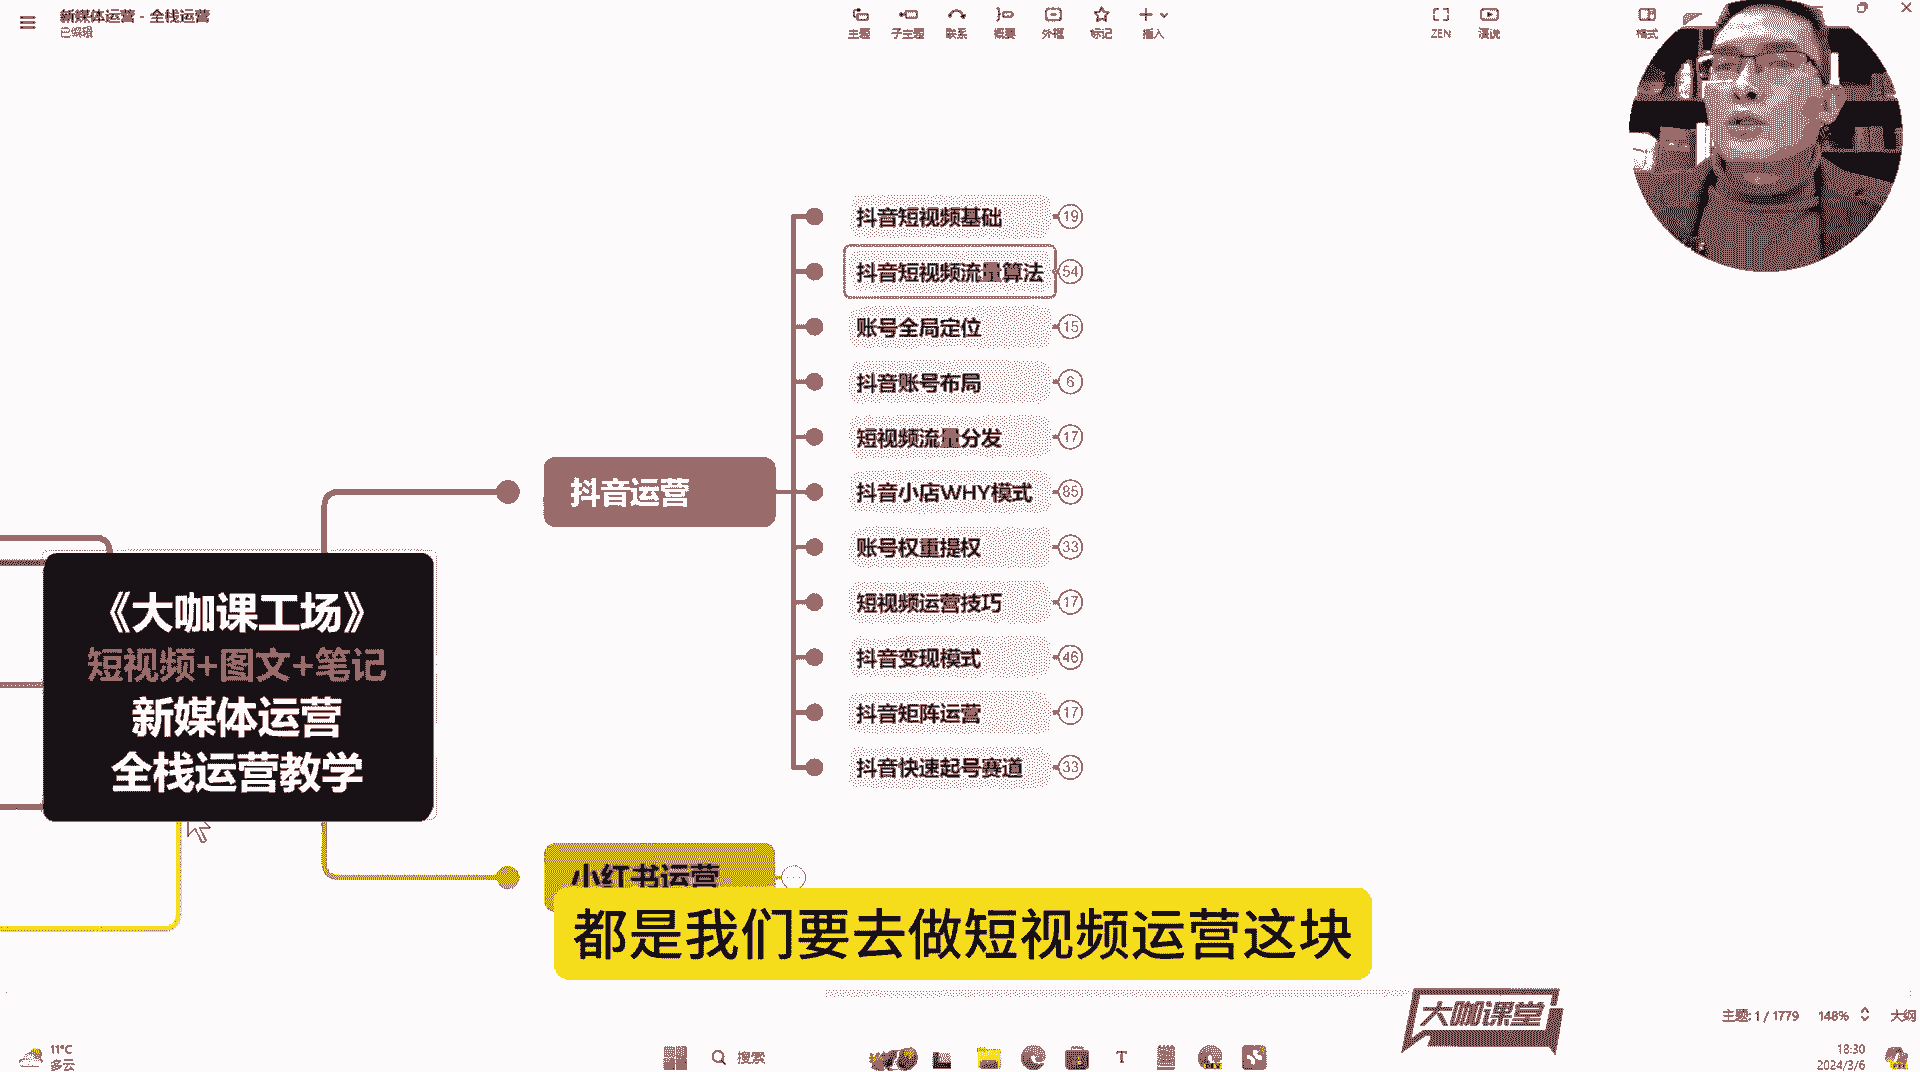 新媒体运营 - 全栈运营
已编辑
主题
子主题
联系
概要
外框
标记
插入
ZEN
演说
格式
抖音短视频基础
19
抖音短视频流量算法
54
账号全局定位
15
抖音账号布局
6
短视频流量分发
17
抖音小店WHY模式
85
账号权重提权
33
短视频运营技巧
17
抖音变现模式
46
抖音矩阵运营
17
抖音快速起号赛道
33
抖音运营
《大咖课工场》
短视频+图文+笔记
新媒体运营
全栈运营教学
小红书运营
都是我们要去做短视频运营这块
大咖课堂
主题: 1 / 1779
148%
大纲
11°C
多云
搜索
18:30
2024/3/6